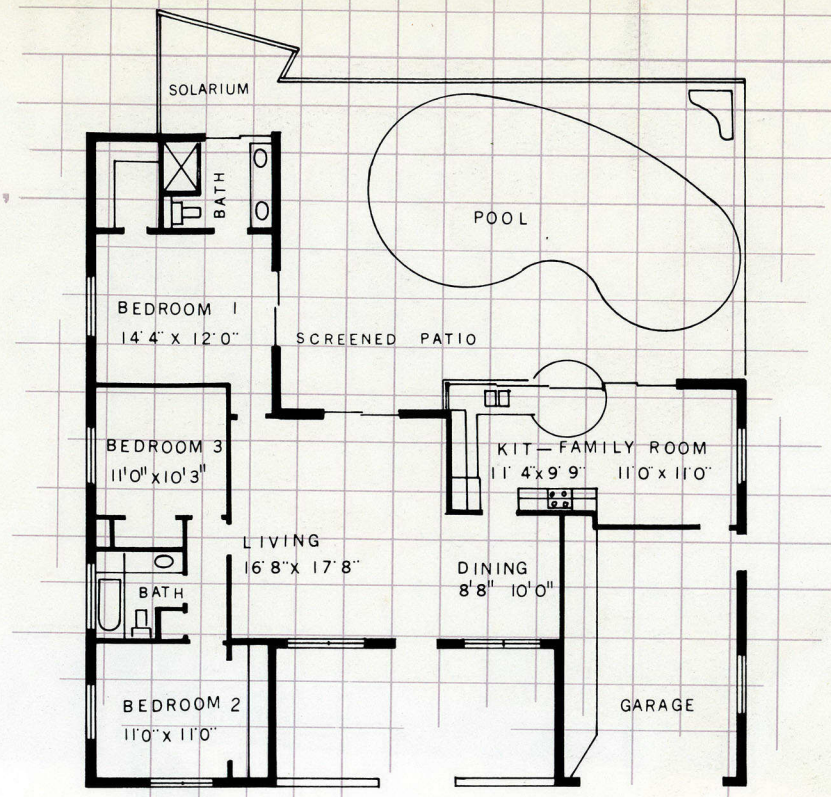 SOLARIUM
BATH
POOL
BEDROOM 1
14'4" X 12'0"
SCREENED PATIO
BEDROOM 3
11'0" X 10'3"
KIT-FAMILY ROOM
11'4" X 9'9" 11'0" X 11'0"
LIVING
16'8" X 17'8"
DINING
8'8" 10'0"
BATH
BEDROOM 2
11'0" X 11'0"
GARAGE